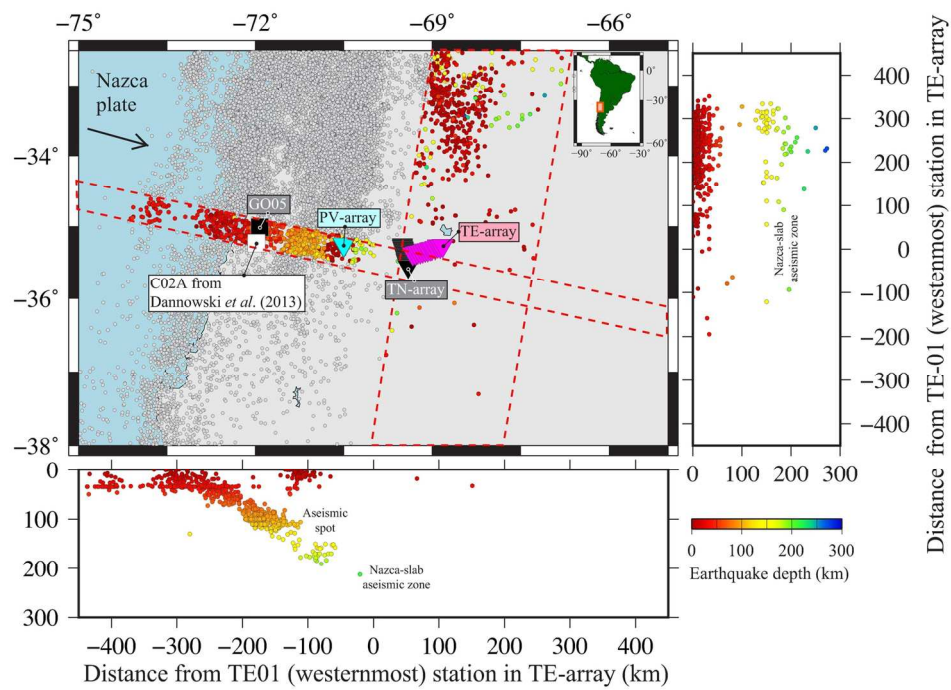 −75 −72 −69 −66
Nazca
plate
0°
−30°
−60°
−90° −60° −30°
−34°
−36°
−38°
GO05
PV-array
TE-array
TN-array
C02A from
Dannowski et al. (2013)
400
300
200
100
0
−100
−200
−300
−400
Nazca-slab
aseismic zone
Distance from TE-01 (westernmost) station in TE-array
0 100 200 300
0 100 200 300
Earthquake depth (km)
0
100
200
300
Aseismic
spot
Nazca-slab
aseismic zone
−400 −300 −200 −100 0 100 200 300 400
Distance from TE01 (westernmost) station in TE-array (km)